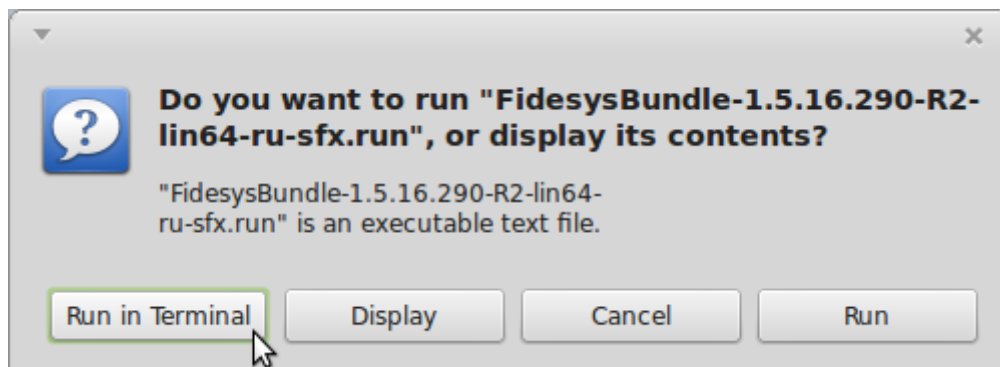 Do you want to run "FidesysBundle-1.5.16.290-R2-
lin64-ru-sfx.run", or display its contents?
"FidesysBundle-1.5.16.290-R2-lin64-
ru-sfx.run" is an executable text file.
Run in Terminal Display Cancel Run